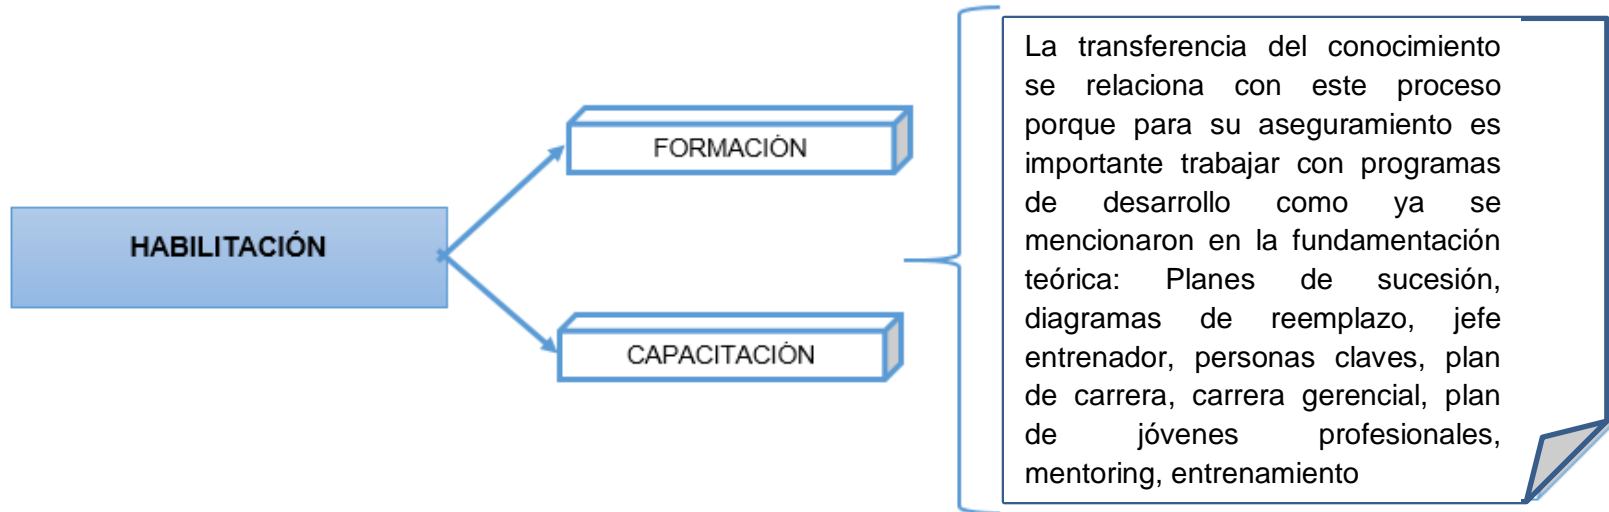 HABILITACIÓN
FORMACIÓN
CAPACITACIÓN
La transferencia del conocimiento
se relaciona con este proceso
porque para su aseguramiento es
importante trabajar con programas
de desarrollo como ya se
mencionaron en la fundamentación
teórica: Planes de sucesión,
diagramas de reemplazo, jefe
entrenador, personas claves, plan
de carrera, carrera gerencial, plan
de jóvenes profesionales,
mentoring, entrenamiento